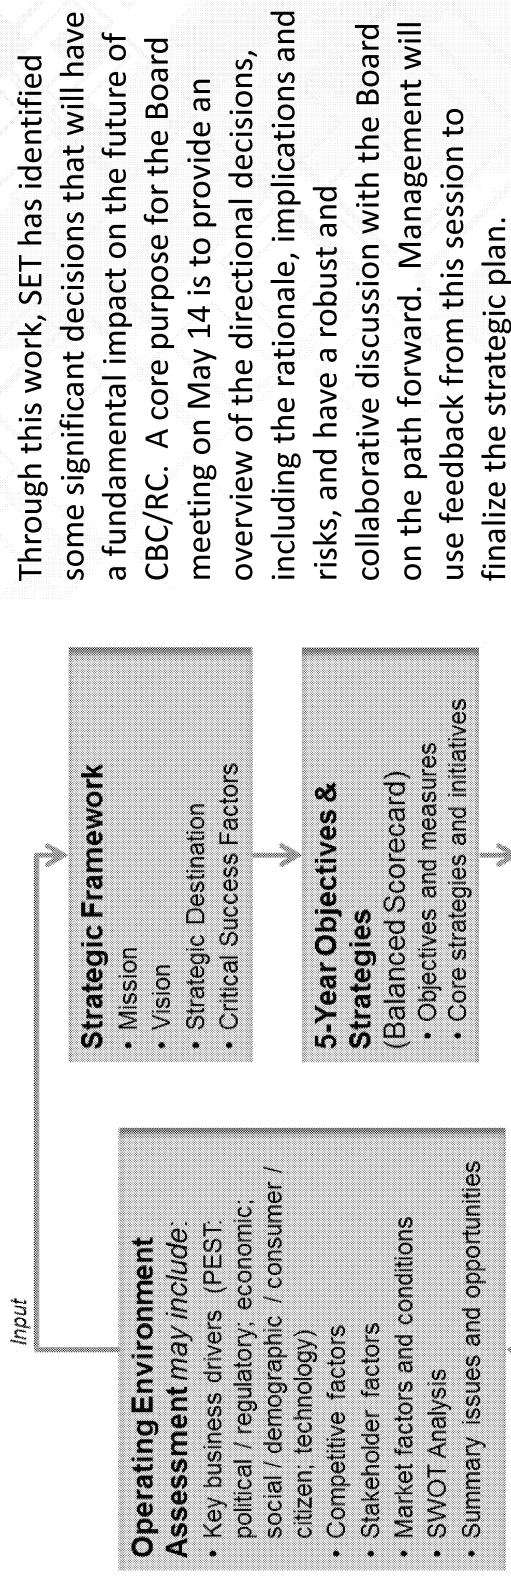 Input
Operating Environment
Assessment may include:
• Key business drivers (PEST:
political / regulatory; economic;
social / demographic / consumer /
citizen; technology)
• Competitive factors
• Stakeholder factors
• Market factors and conditions
• SWOT Analysis
• Summary issues and opportunities
Strategic Framework
• Mission
• Vision
• Strategic Destination
• Critical Success Factors
5-Year Objectives &
Strategies
(Balanced Scorecard)
• Objectives and measures
• Core strategies and initiatives
Through this work, SET has identified
some significant decisions that will have
a fundamental impact on the future of
CBC/RC.  A core purpose for the Board
meeting on May 14 is to provide an
overview of the directional decisions,
including the rationale, implications and
risks, and have a robust and
collaborative discussion with the Board
on the path forward.  Management will
use feedback from this session to
finalize the strategic plan.